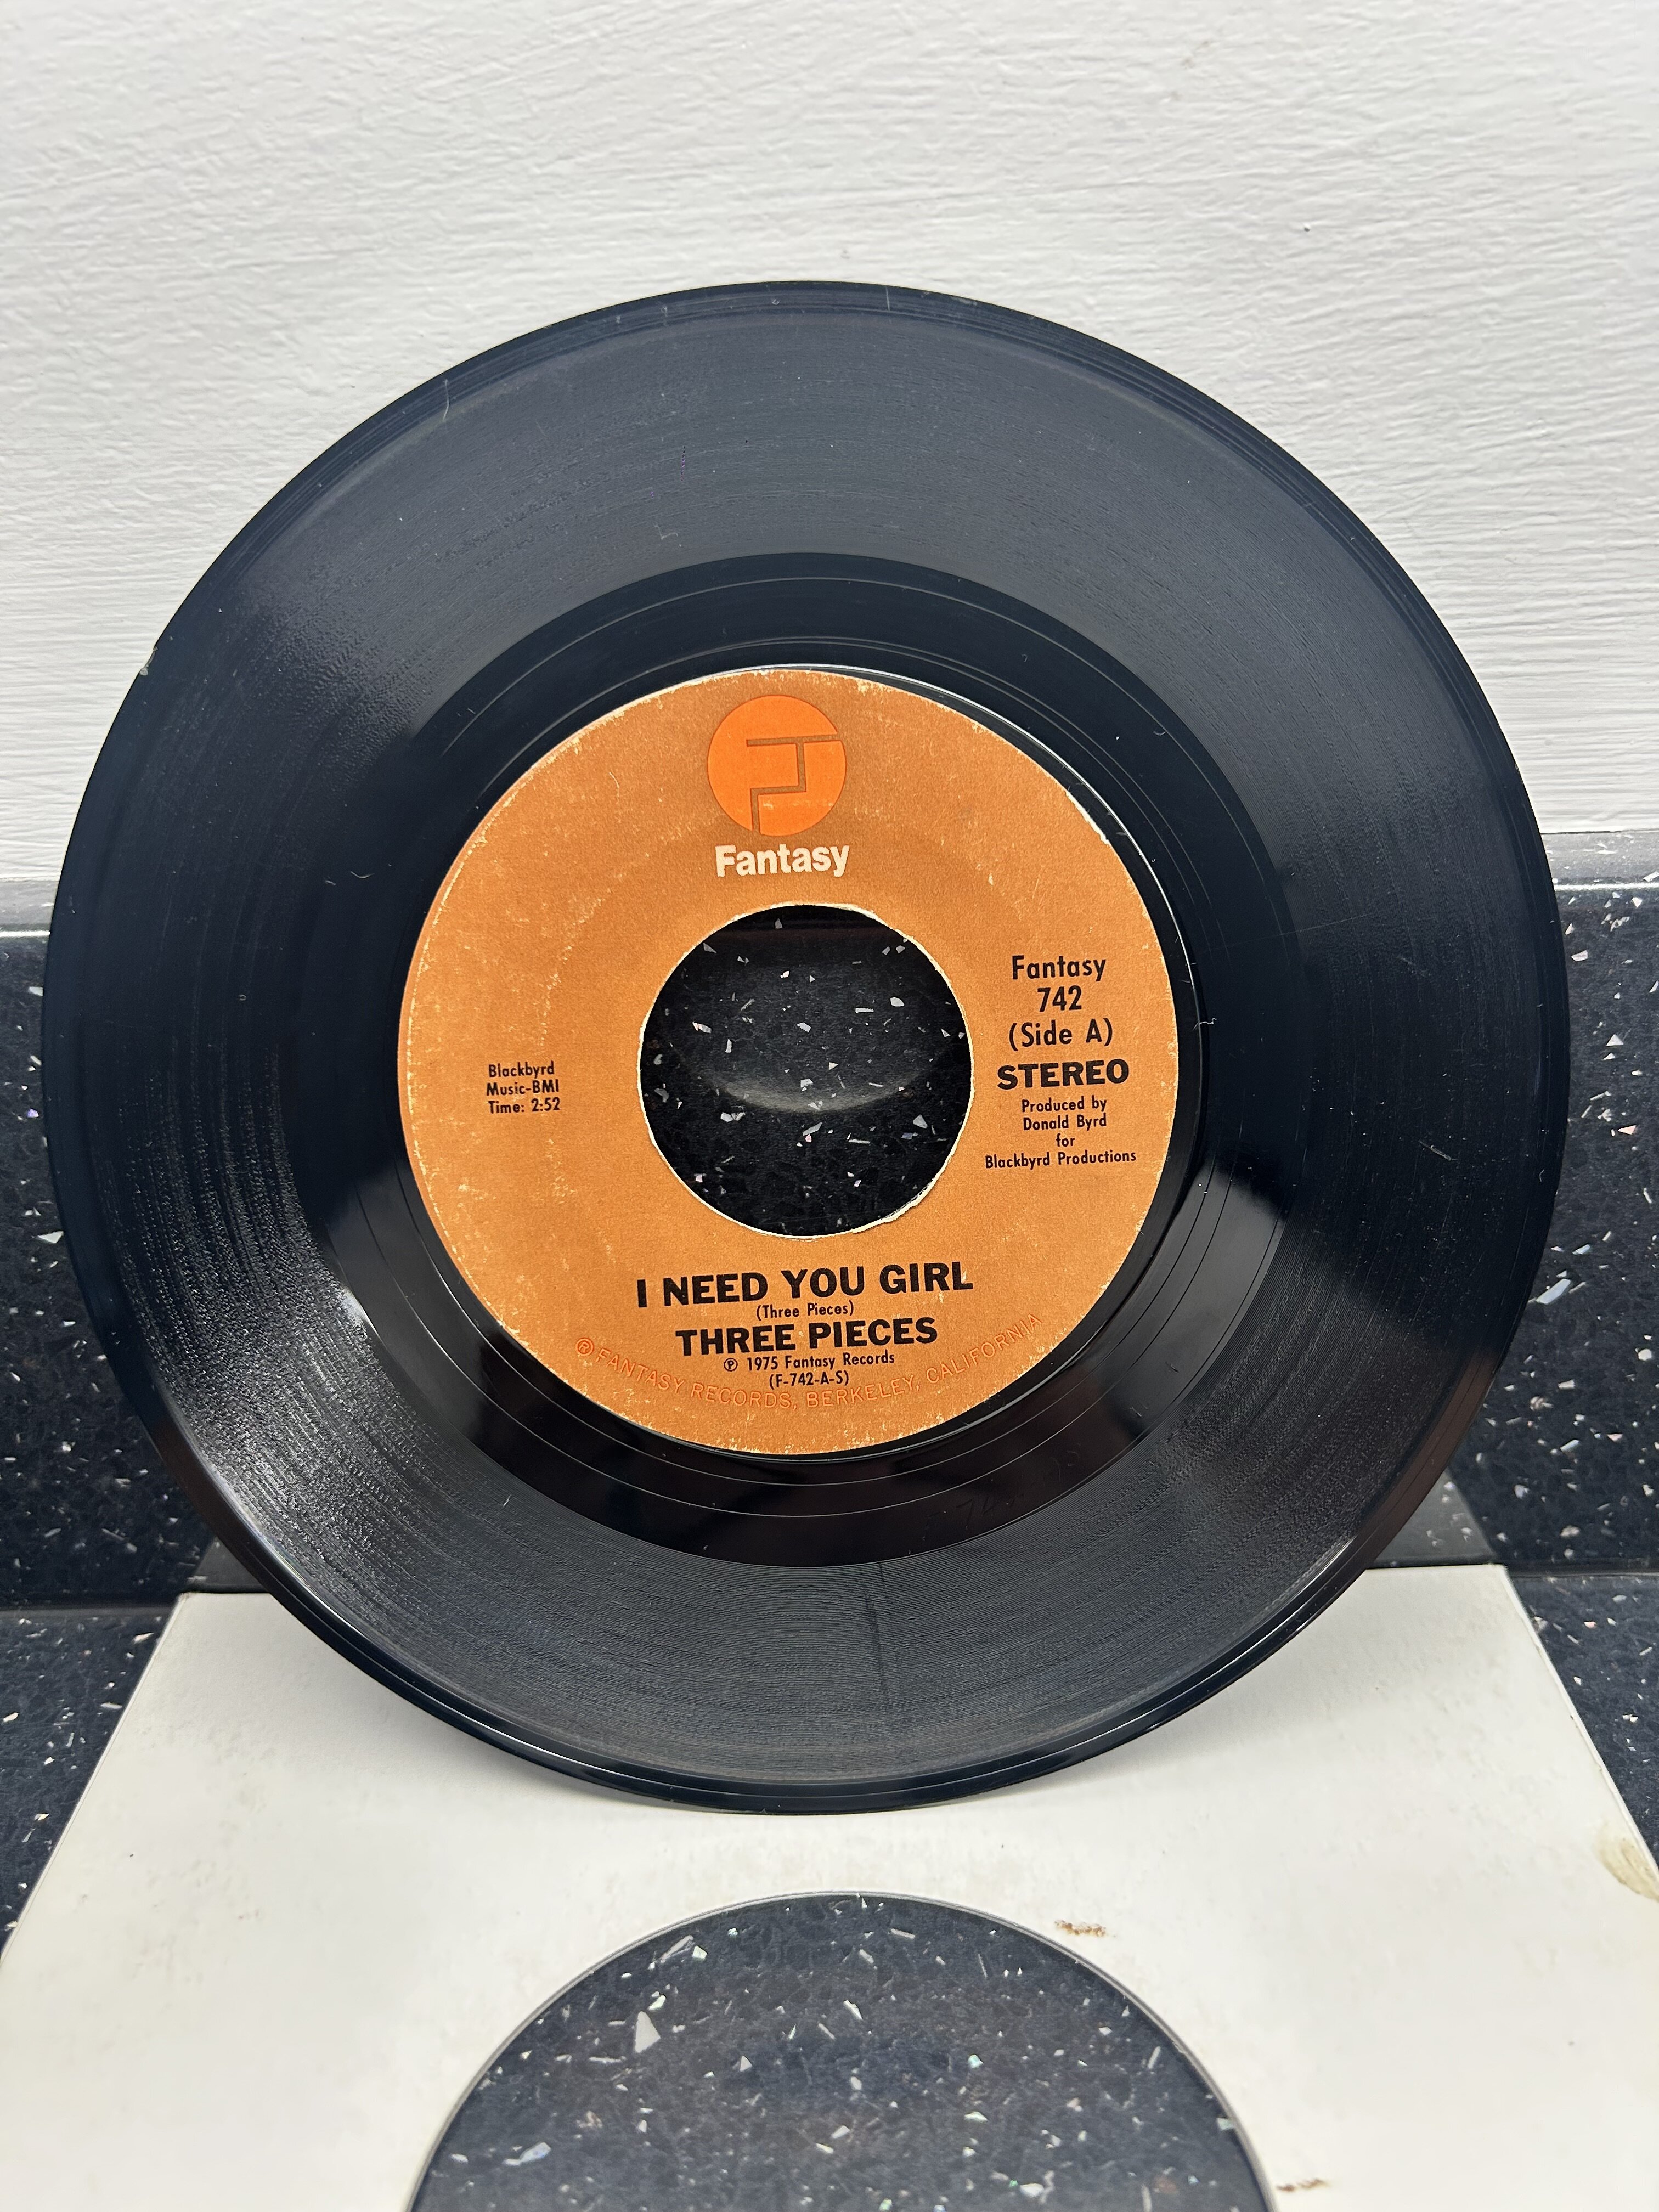 Fantasy
Fantasy
742
(Side A)
STEREO
Produced by
Donald Byrd
for
Blackbyrd Productions
Blackbyrd
Music-BMI
Time: 2:52
I NEED YOU GIRL
(Three Pieces)
THREE PIECES
℗ 1975 Fantasy Records
(F-742-A-S)
® FANTASY RECORDS, BERKELEY, CALIFORNIA